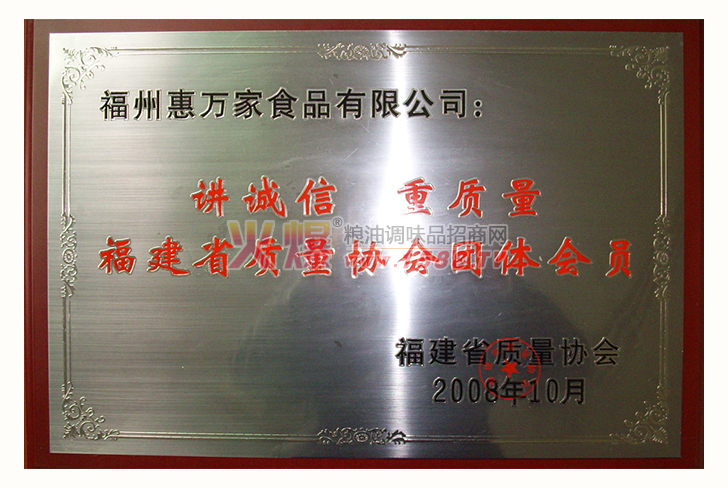 福州惠万家食品有限公司：
讲诚信 重质量
火爆®粮油调味品招商网
福建省质量协会团体会员
福建省质量协会
2008年10月